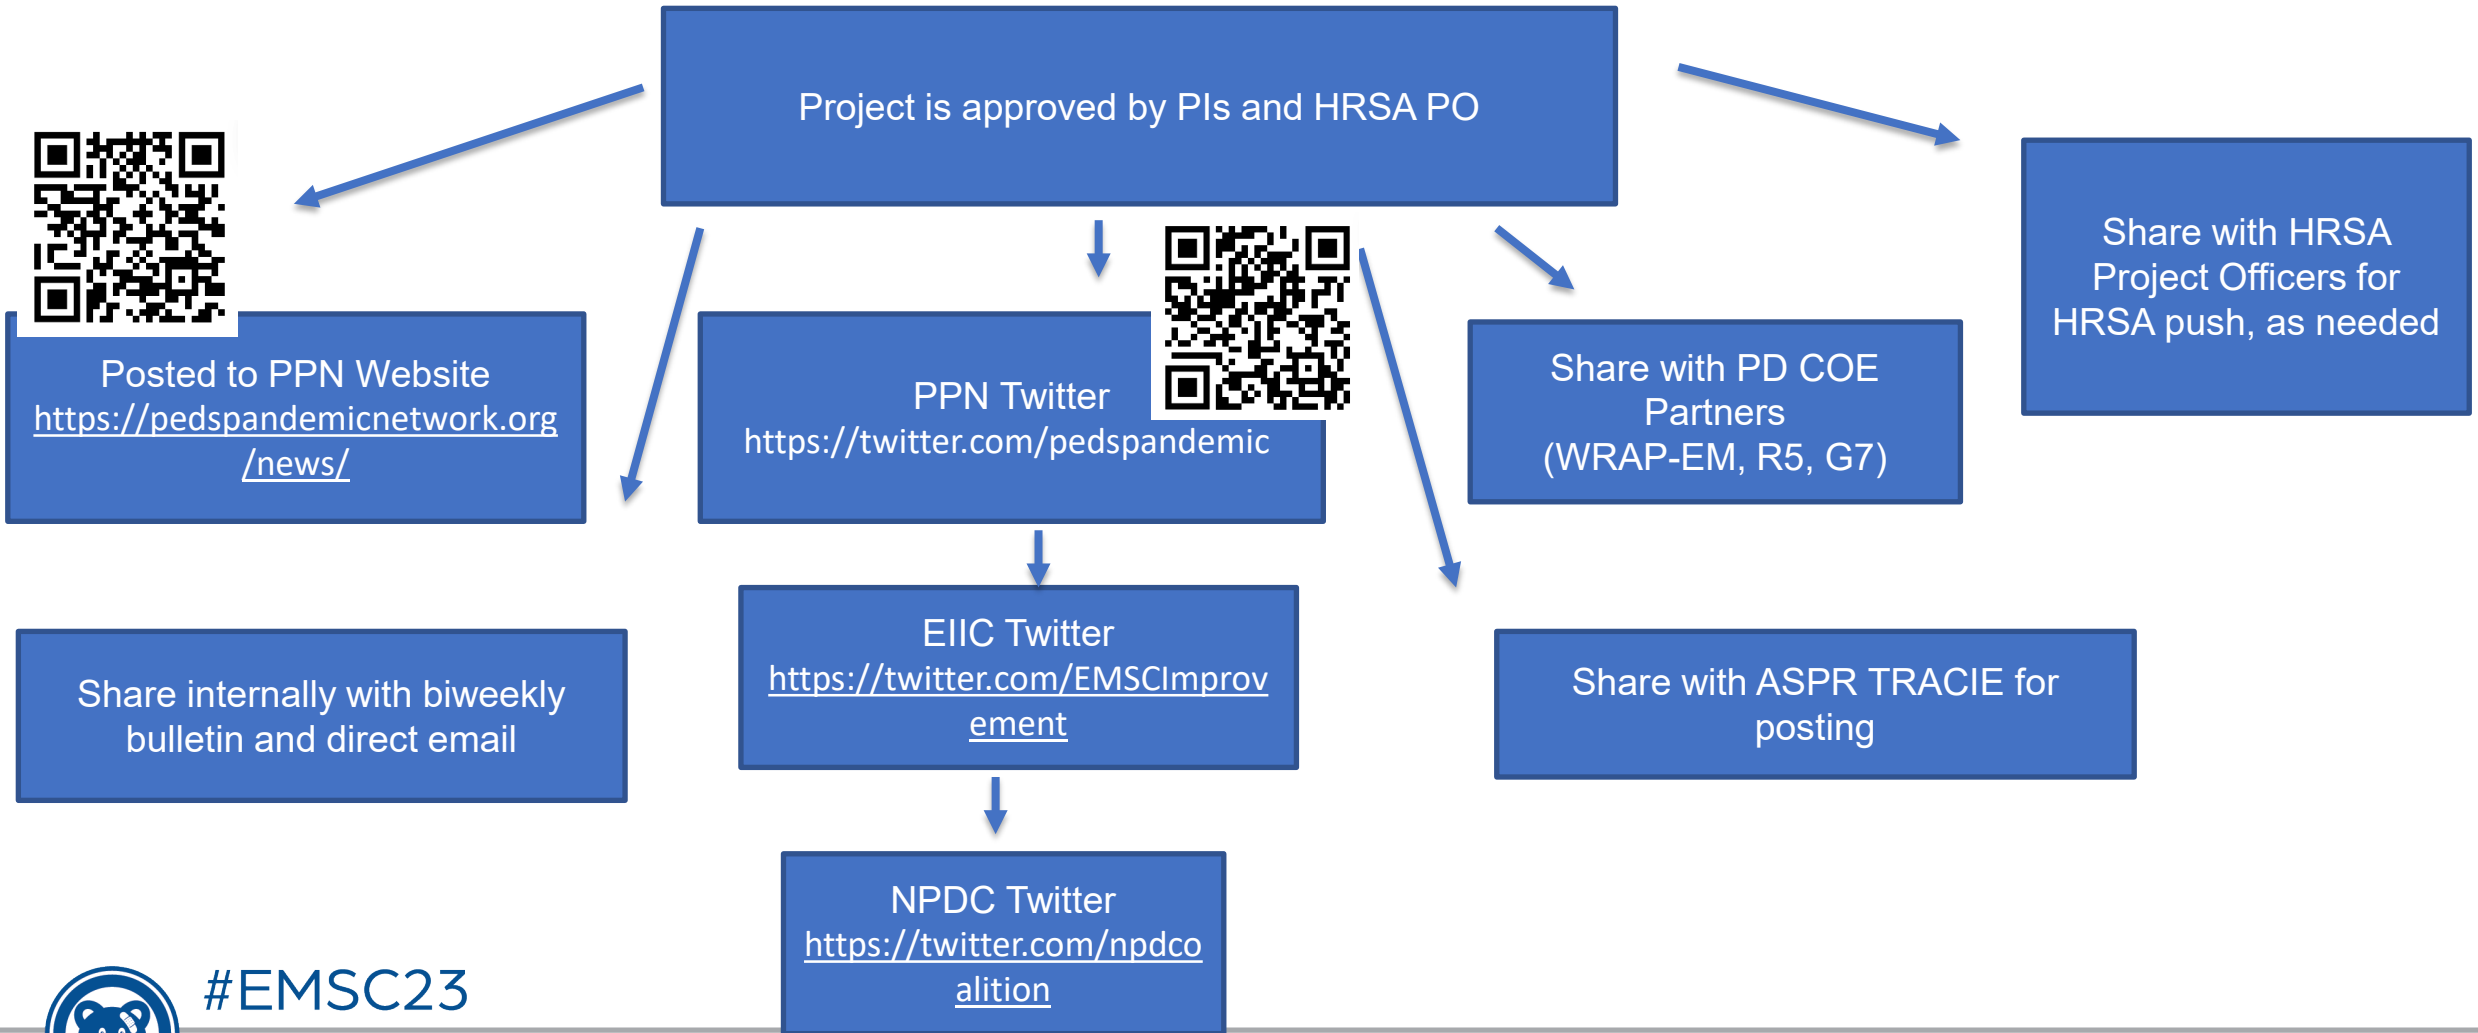 Project is approved by PIs and HRSA PO
Posted to PPN Website
https://pedspandemicnetwork.org
/news/
PPN Twitter
https://twitter.com/pedspandemic
Share with PD COE
Partners
(WRAP-EM, R5, G7)
Share with HRSA
Project Officers for
HRSA push, as needed
Share internally with biweekly
bulletin and direct email
EIIC Twitter
https://twitter.com/EMSCImprov
ement
Share with ASPR TRACIE for
posting
NPDC Twitter
https://twitter.com/npdco
alition
#EMSC23